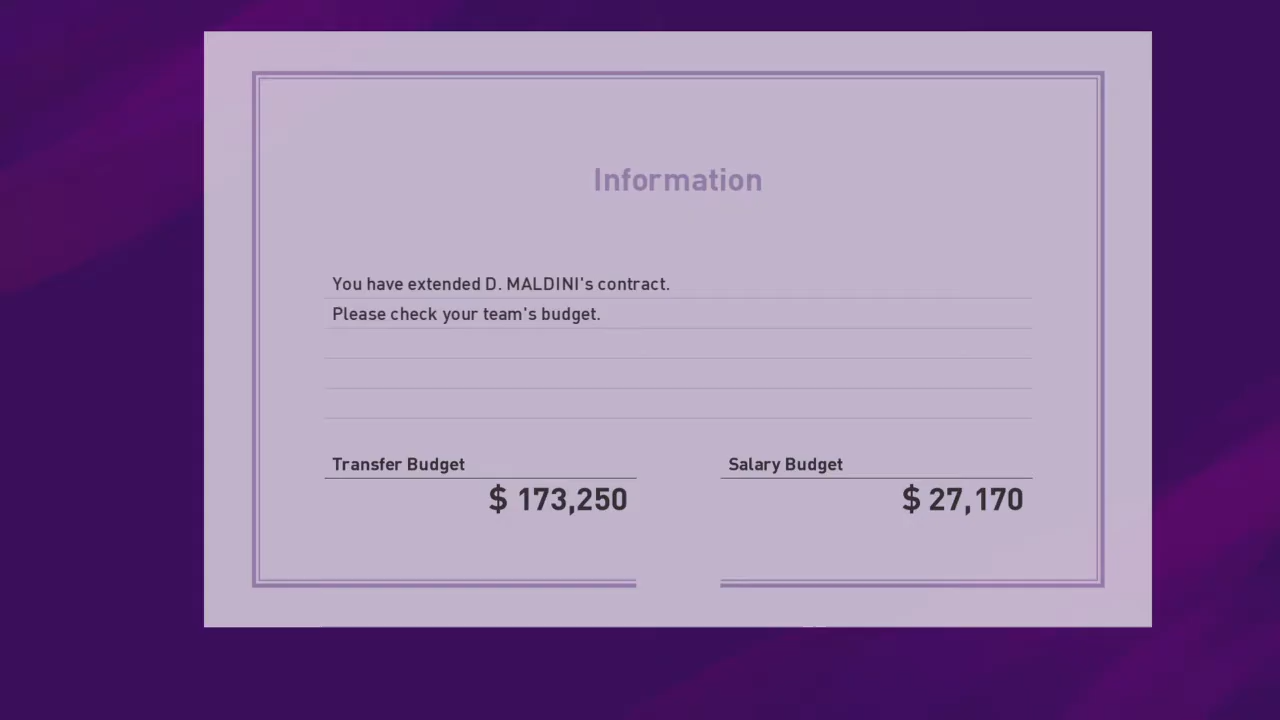 Information
You have extended D. MALDINI's contract.
Please check your team's budget.
Transfer Budget
$ 173,250
Salary Budget
$ 27,170